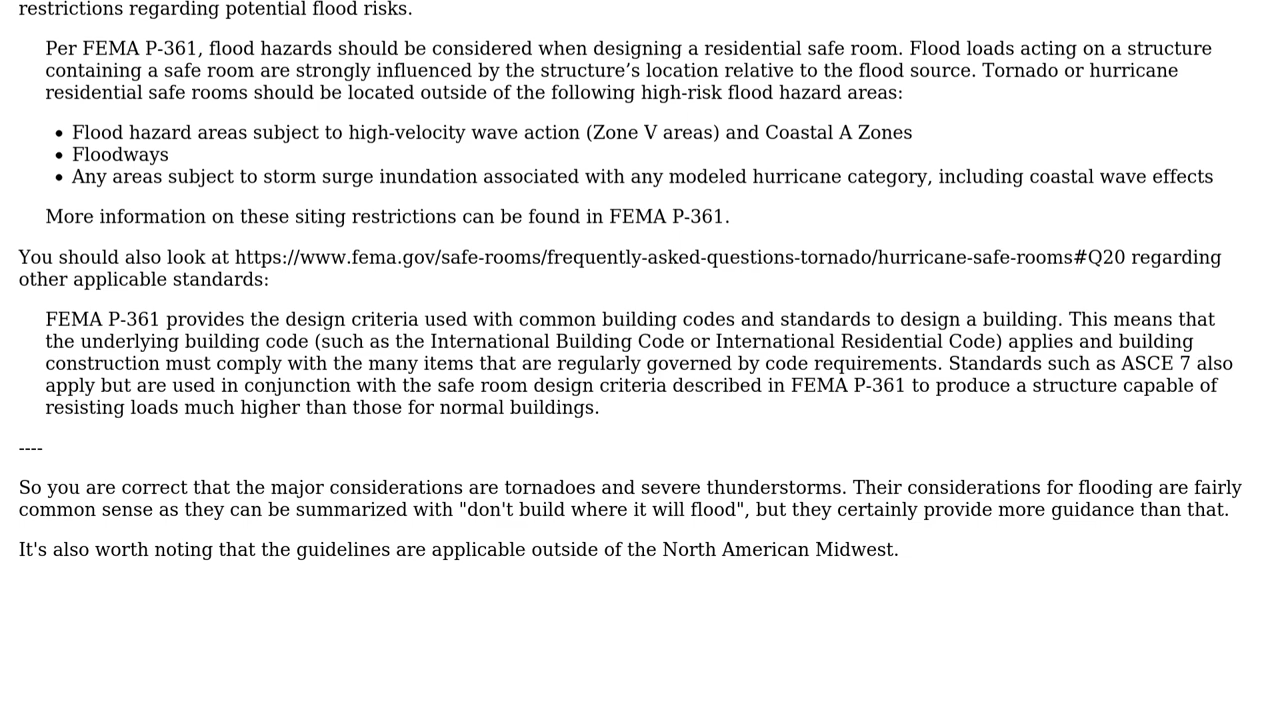 restrictions regarding potential flood risks.
Per FEMA P-361, flood hazards should be considered when designing a residential safe room. Flood loads acting on a structure
containing a safe room are strongly influenced by the structure’s location relative to the flood source. Tornado or hurricane
residential safe rooms should be located outside of the following high-risk flood hazard areas:
• Flood hazard areas subject to high-velocity wave action (Zone V areas) and Coastal A Zones
• Floodways
• Any areas subject to storm surge inundation associated with any modeled hurricane category, including coastal wave effects
More information on these siting restrictions can be found in FEMA P-361.
You should also look at https://www.fema.gov/safe-rooms/frequently-asked-questions-tornado/hurricane-safe-rooms#Q20 regarding
other applicable standards:
FEMA P-361 provides the design criteria used with common building codes and standards to design a building. This means that
the underlying building code (such as the International Building Code or International Residential Code) applies and building
construction must comply with the many items that are regularly governed by code requirements. Standards such as ASCE 7 also
apply but are used in conjunction with the safe room design criteria described in FEMA P-361 to produce a structure capable of
resisting loads much higher than those for normal buildings.
----
So you are correct that the major considerations are tornadoes and severe thunderstorms. Their considerations for flooding are fairly
common sense as they can be summarized with "don't build where it will flood", but they certainly provide more guidance than that.
It's also worth noting that the guidelines are applicable outside of the North American Midwest.